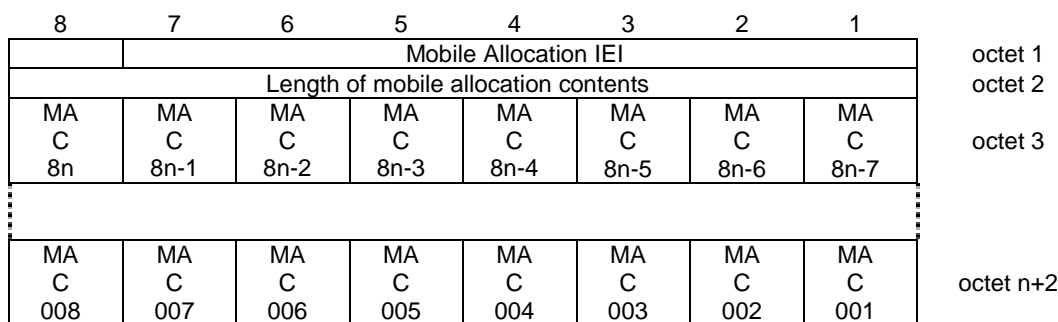 8 7 6 5 4 3 2 1
Mobile Allocation IEI octet 1
Length of mobile allocation contents octet 2
MA MA MA MA MA MA MA MA
C C C C C C C C octet 3
8n 8n-1 8n-2 8n-3 8n-4 8n-5 8n-6 8n-7
MA MA MA MA MA MA MA MA
C C C C C C C C octet n+2
008 007 006 005 004 003 002 001